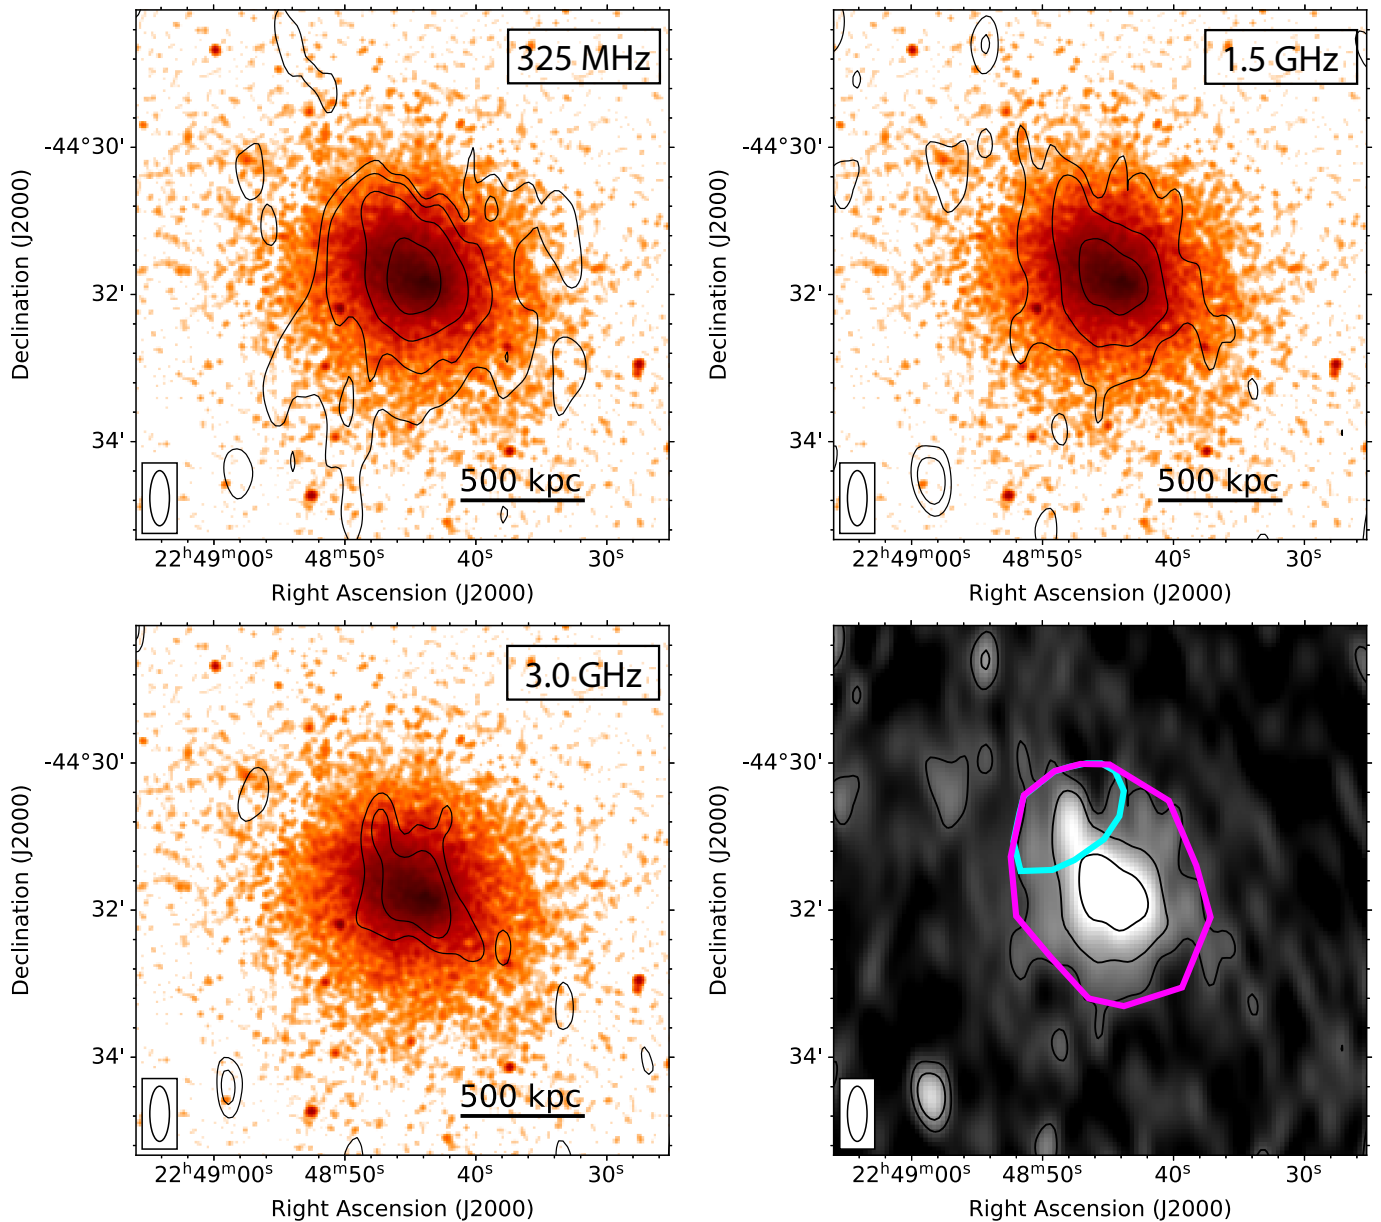 325 MHz
-44°30'
32'
34'
Declination (J2000)
500 kpc
22ʰ49ᵐ00ˢ
48ᵐ50ˢ
40ˢ
30ˢ
Right Ascension (J2000)
1.5 GHz
-44°30'
32'
34'
Declination (J2000)
500 kpc
22ʰ49ᵐ00ˢ
48ᵐ50ˢ
40ˢ
30ˢ
Right Ascension (J2000)
3.0 GHz
-44°30'
32'
34'
Declination (J2000)
500 kpc
22ʰ49ᵐ00ˢ
48ᵐ50ˢ
40ˢ
30ˢ
Right Ascension (J2000)
-44°30'
32'
34'
Declination (J2000)
22ʰ49ᵐ00ˢ
48ᵐ50ˢ
40ˢ
30ˢ
Right Ascension (J2000)